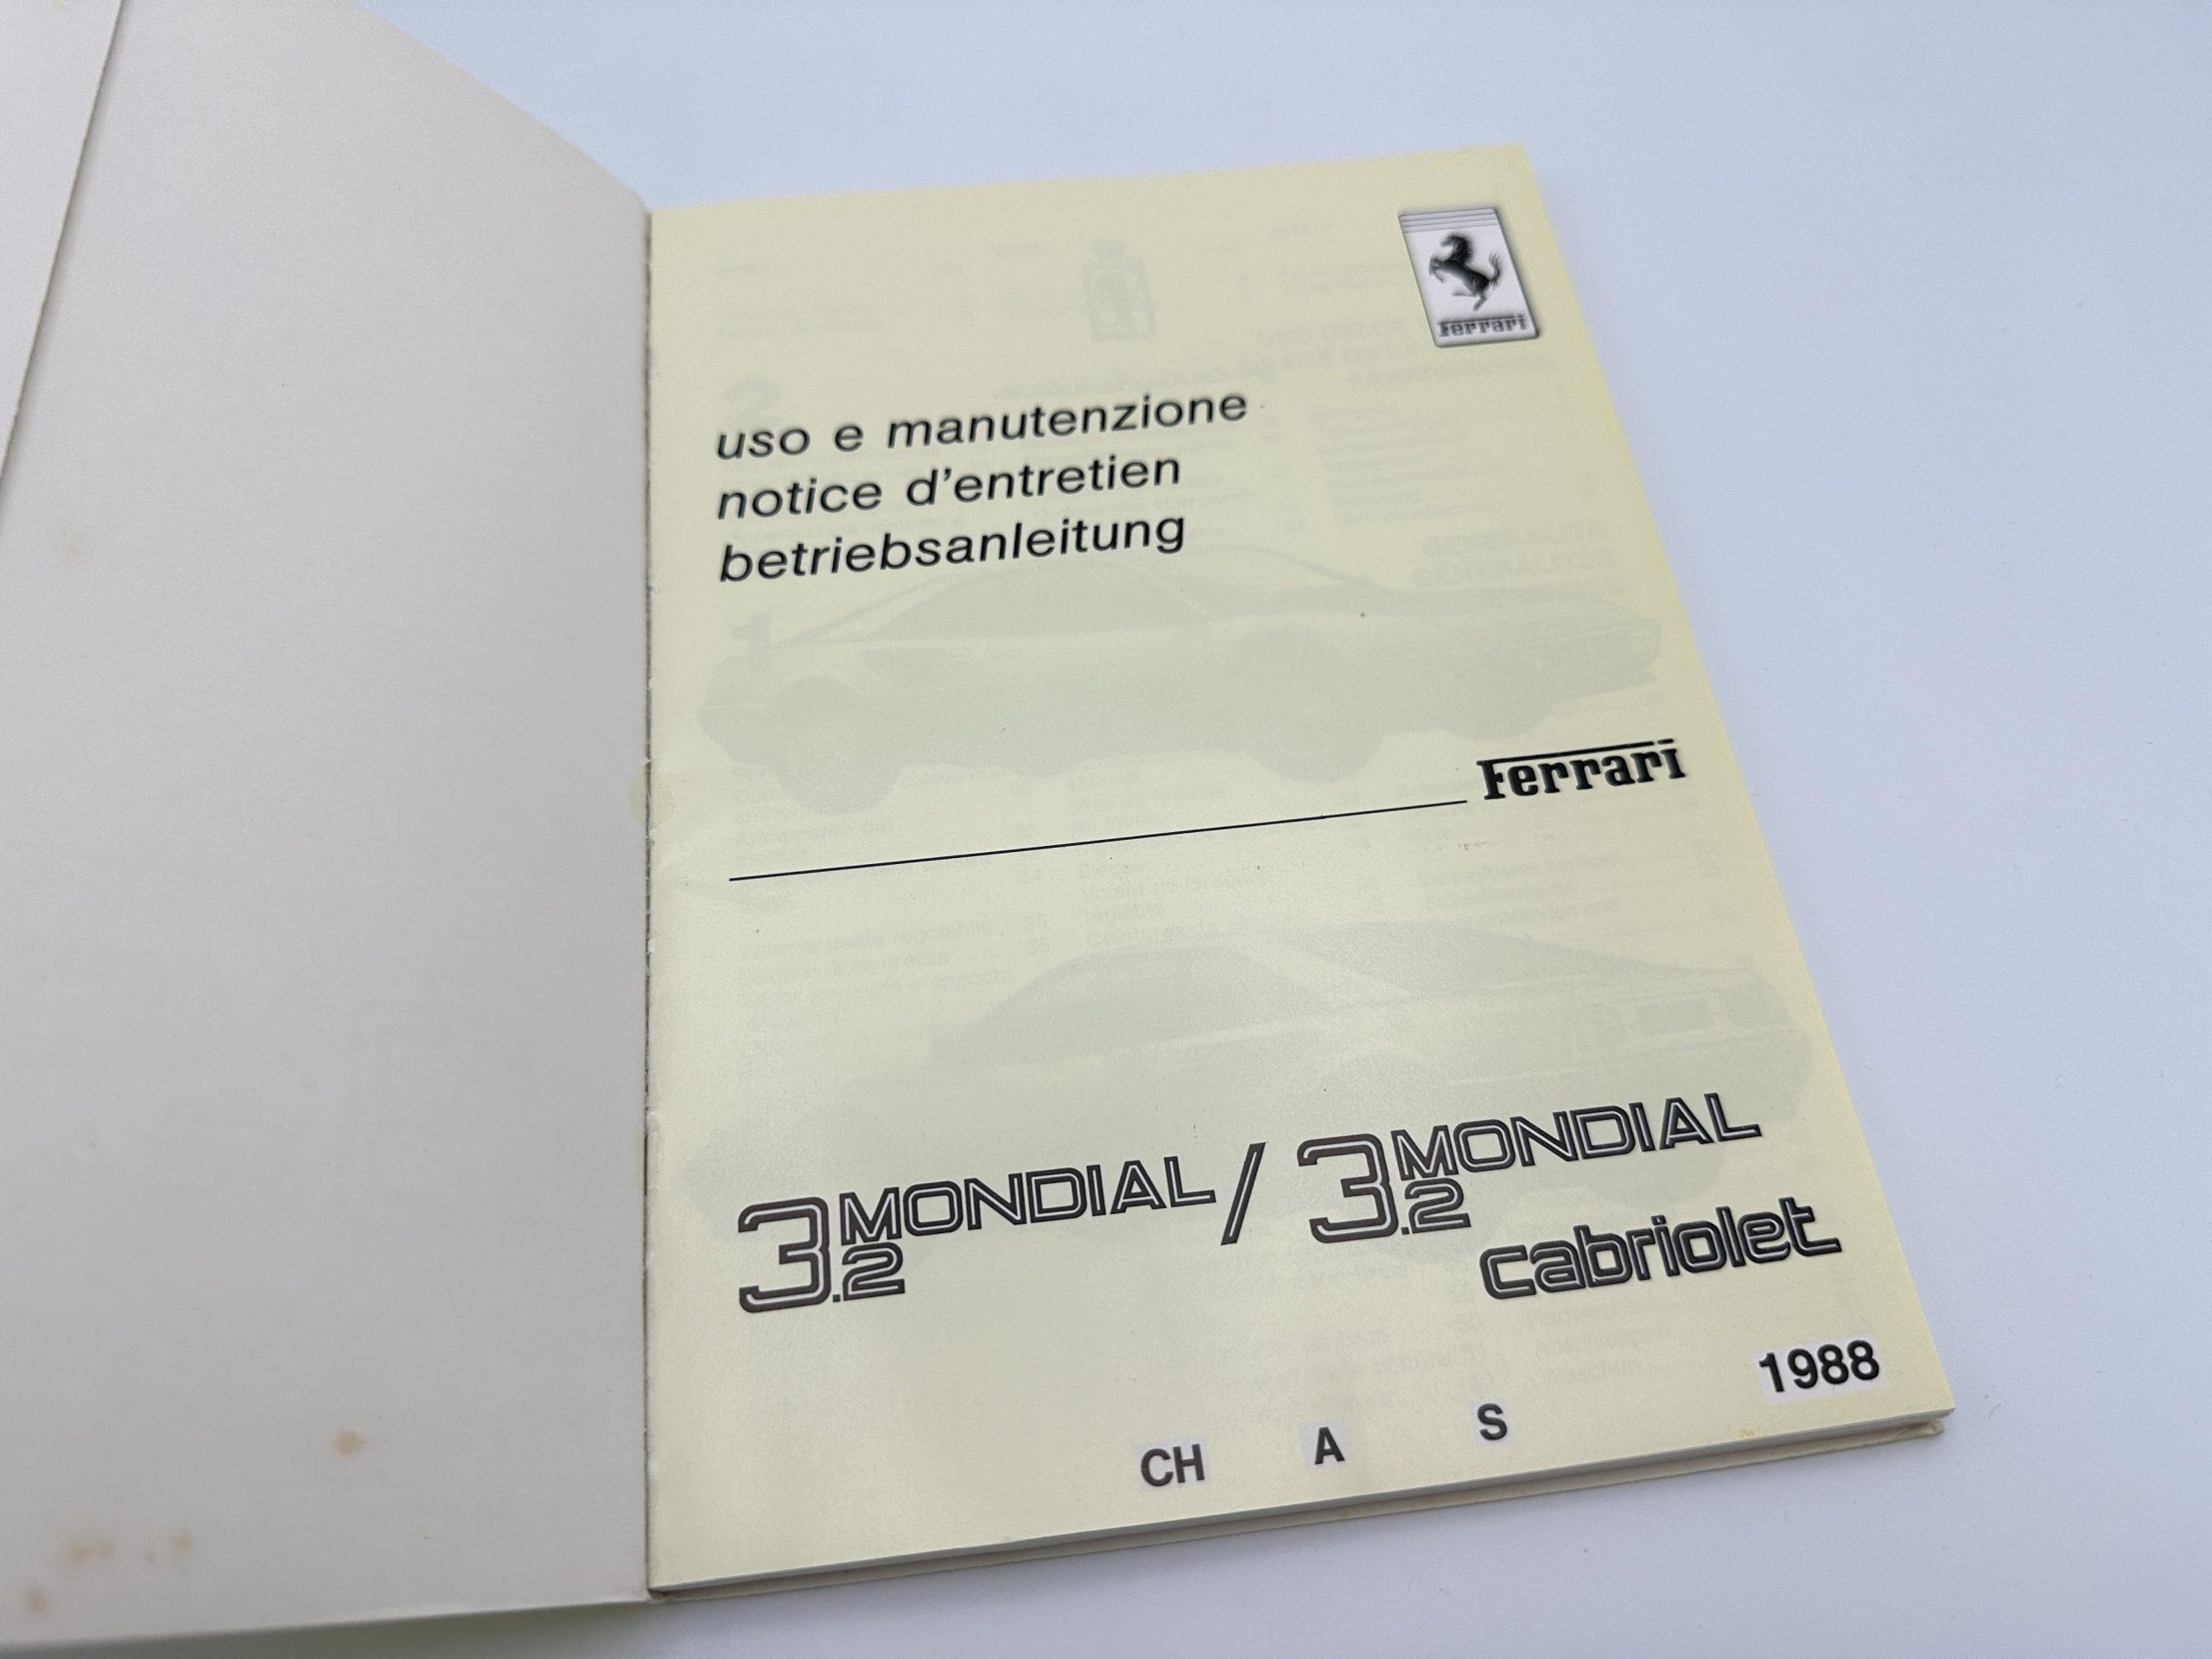 Ferrari
uso e manutenzione
notice d'entretien
betriebsanleitung
Ferrari
3.2 MONDIAL / 3.2 MONDIAL
cabriolet
1988
CH A S